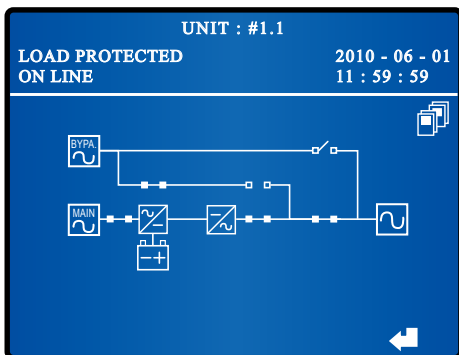 UNIT : #1.1
LOAD PROTECTED
2010 - 06 - 01
ON LINE
11 : 59 : 59
BYPA.
MAIN